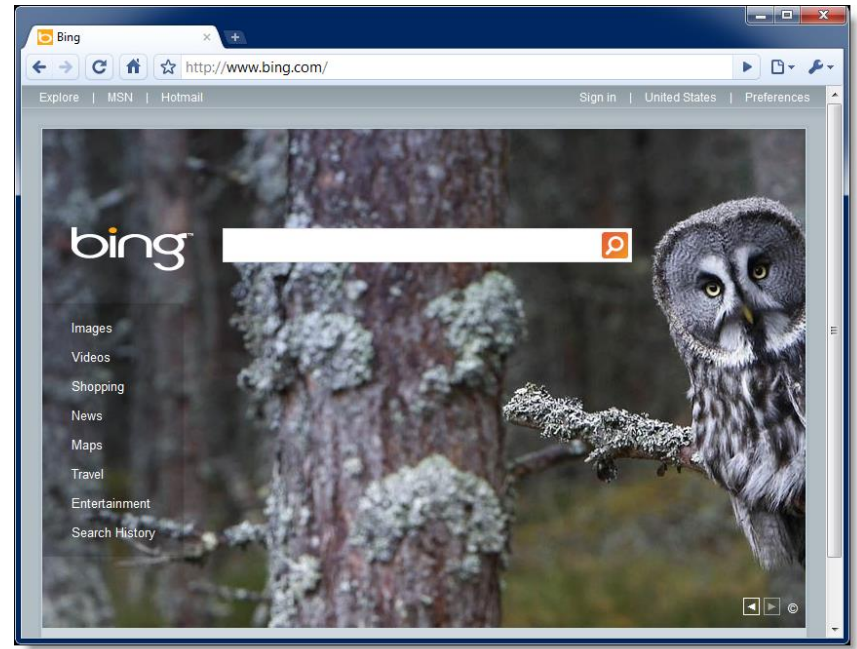 Bing
http://www.bing.com/
Explore | MSN | Hotmail Sign in | United States | Preferences
bing™
Images
Videos
Shopping
News
Maps
Travel
Entertainment
Search History
©